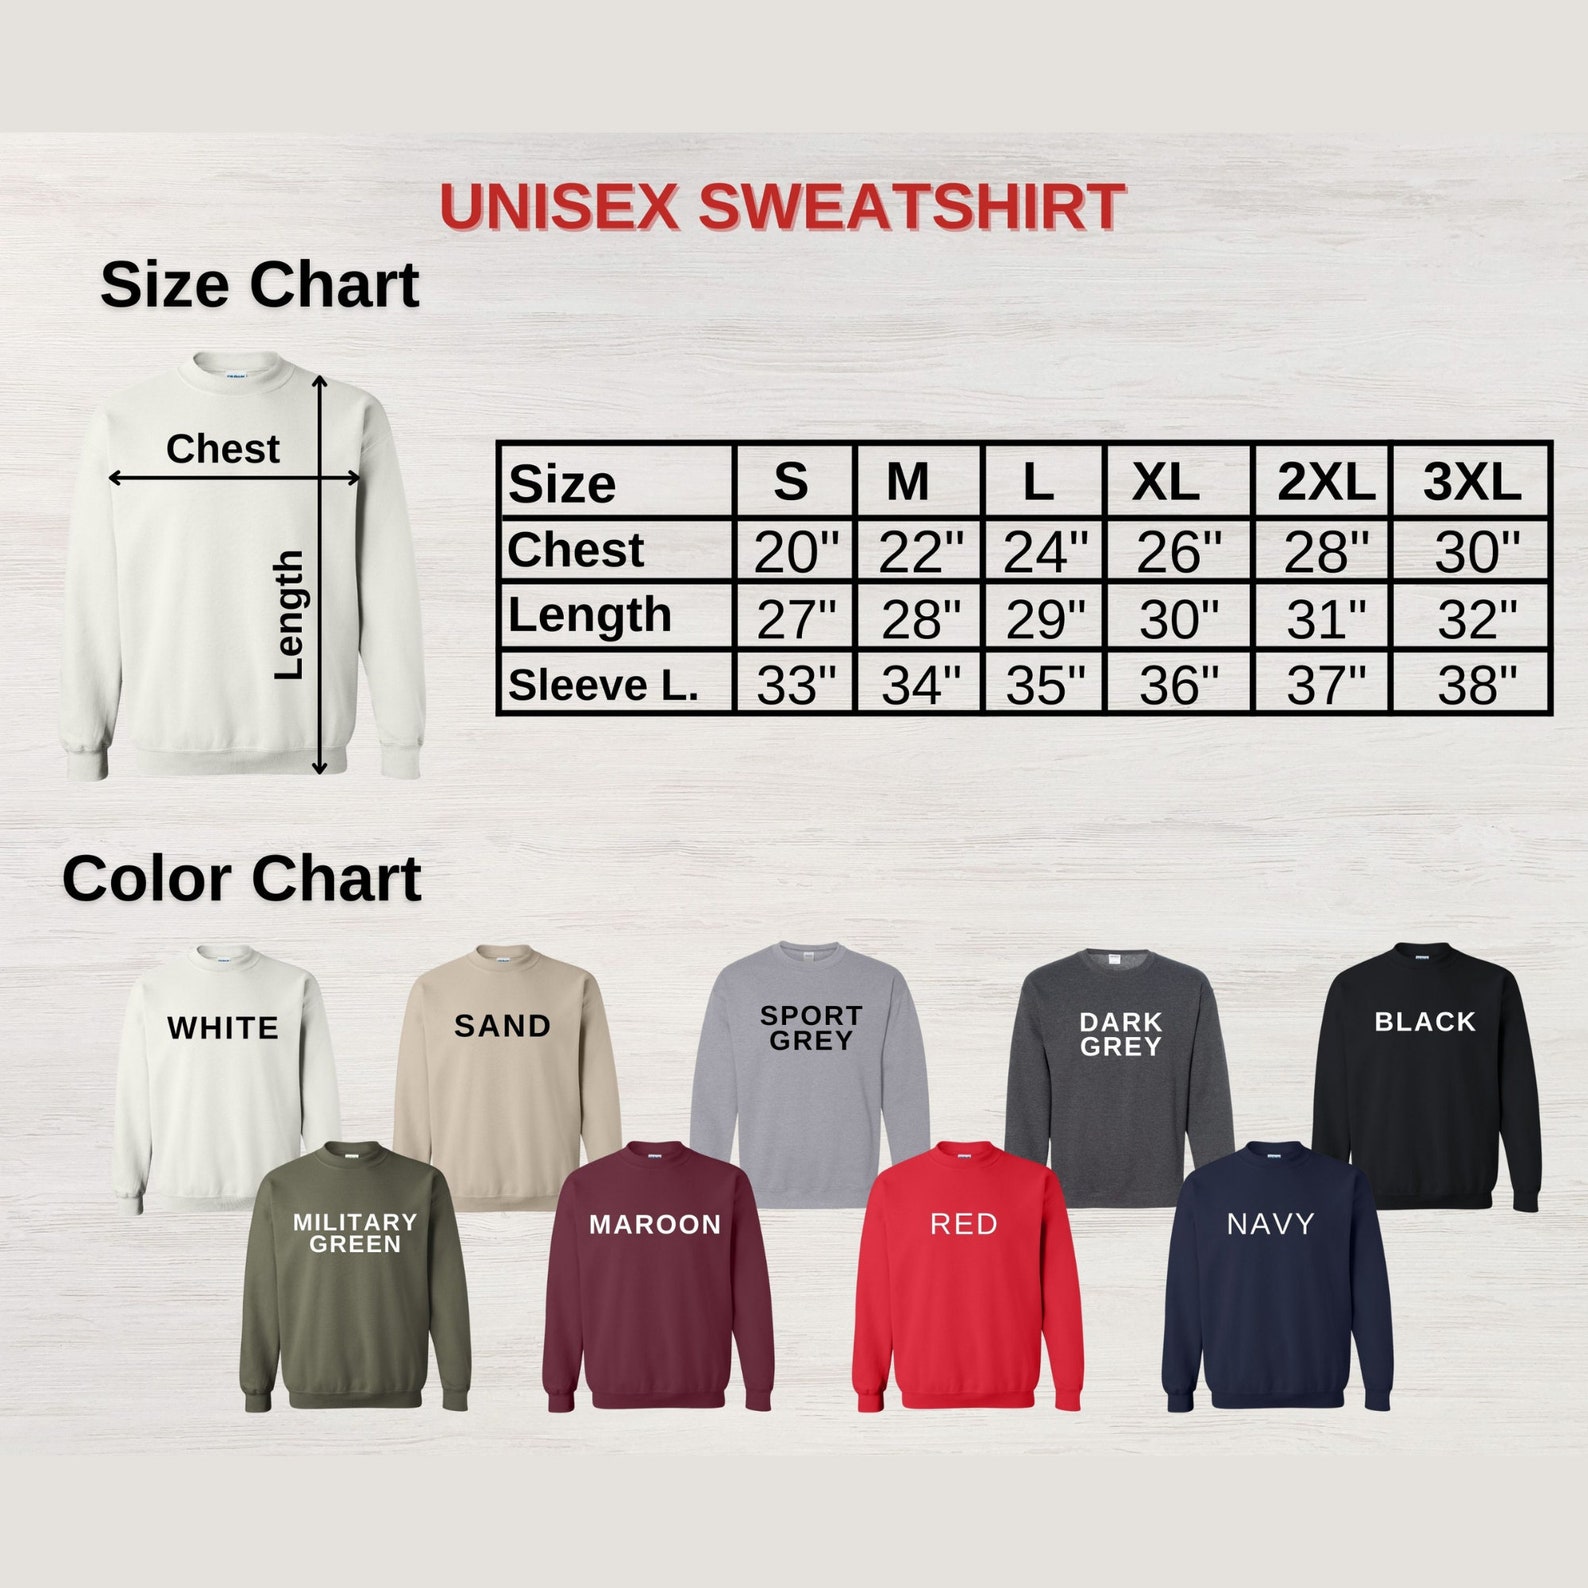 UNISEX SWEATSHIRT
Size Chart
Chest
Length
Size S M L XL 2XL 3XL
Chest 20" 22" 24" 26" 28" 30"
Length 27" 28" 29" 30" 31" 32"
Sleeve L. 33" 34" 35" 36" 37" 38"
Color Chart
WHITE
SAND
SPORT
GREY
DARK
GREY
BLACK
MILITARY
GREEN
MAROON
RED
NAVY